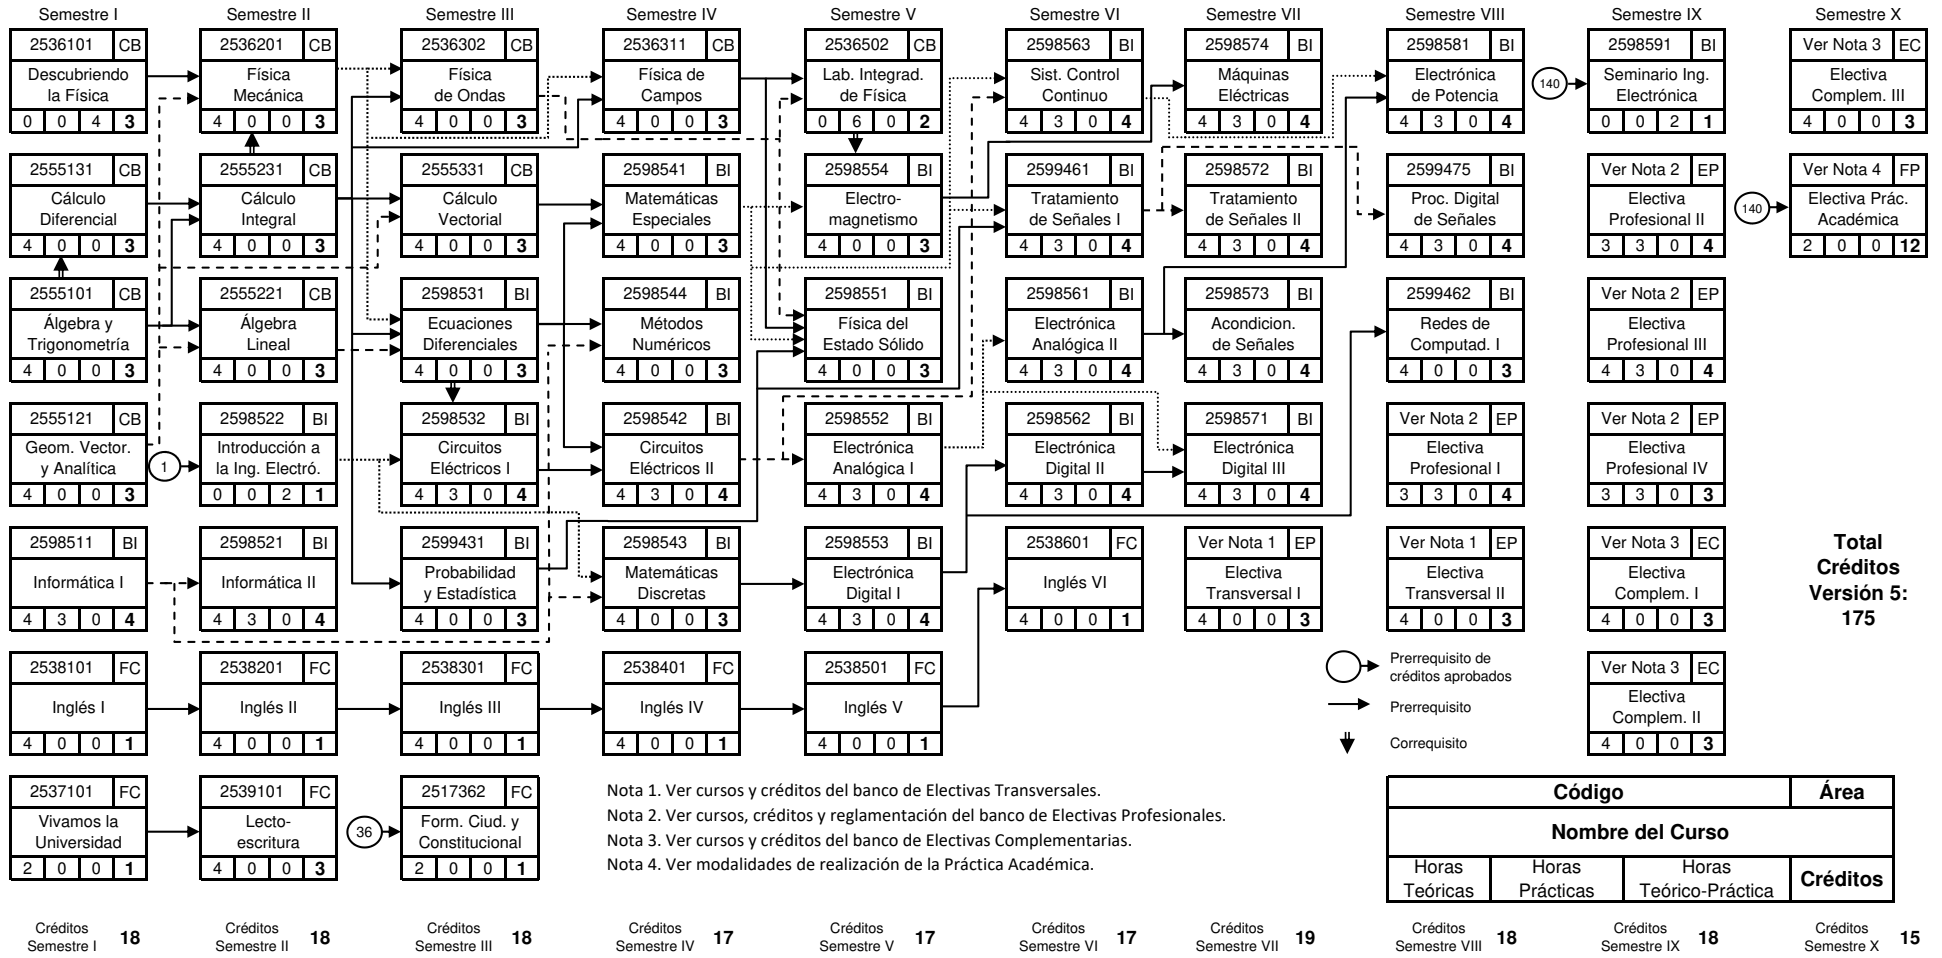 Semestre I
Semestre II
Semestre III
Semestre IV
Semestre V
Semestre VI
Semestre VII
Semestre VIII
Semestre IX
Semestre X
2536101 CB
Descubriendo
la Física
0 0 4 3
2536201 CB
Física
Mecánica
4 0 0 3
2536302 CB
Física
de Ondas
4 0 0 3
2536311 CB
Física de
Campos
4 0 0 3
2536502 CB
Lab. Integrad.
de Física
0 6 0 2
2598563 BI
Sist. Control
Continuo
4 3 0 4
2598574 BI
Máquinas
Eléctricas
4 3 0 4
2598581 BI
Electrónica
de Potencia
4 3 0 4
140
2598591 BI
Seminario Ing.
Electrónica
0 0 2 1
Ver Nota 3 EC
Electiva
Complem. III
4 0 0 3
2555131 CB
Cálculo
Diferencial
4 0 0 3
2555231 CB
Cálculo
Integral
4 0 0 3
2555331 CB
Cálculo
Vectorial
4 0 0 3
2598541 BI
Matemáticas
Especiales
4 0 0 3
2598554 BI
Electro-
magnetismo
4 0 0 3
2599461 BI
Tratamiento
de Señales I
4 3 0 4
2598572 BI
Tratamiento
de Señales II
4 3 0 4
2599475 BI
Proc. Digital
de Señales
4 3 0 4
Ver Nota 2 EP
Electiva
Profesional II
3 3 0 4
140
Ver Nota 4 FP
Electiva Prác.
Académica
2 0 0 12
2555101 CB
Álgebra y
Trigonometría
4 0 0 3
2555221 CB
Álgebra
Lineal
4 0 0 3
2598531 BI
Ecuaciones
Diferenciales
4 0 0 3
2598544 BI
Métodos
Numéricos
4 0 0 3
2598551 BI
Física del
Estado Sólido
4 0 0 3
2598561 BI
Electrónica
Analógica II
4 3 0 4
2598573 BI
Acondicion.
de Señales
4 3 0 4
2599462 BI
Redes de
Computad. I
4 0 0 3
Ver Nota 2 EP
Electiva
Profesional III
4 3 0 4
2555121 CB
Geom. Vector.
y Analítica
4 0 0 3
1
2598522 BI
Introducción a
la Ing. Electró.
0 0 2 1
2598532 BI
Circuitos
Eléctricos I
4 3 0 4
2598542 BI
Circuitos
Eléctricos II
4 3 0 4
2598552 BI
Electrónica
Analógica I
4 3 0 4
2598562 BI
Electrónica
Digital II
4 3 0 4
2598571 BI
Electrónica
Digital III
4 3 0 4
Ver Nota 2 EP
Electiva
Profesional I
3 3 0 4
Ver Nota 2 EP
Electiva
Profesional IV
3 3 0 3
2598511 BI
Informática I
4 3 0 4
2598521 BI
Informática II
4 3 0 4
2599431 BI
Probabilidad
y Estadística
4 0 0 3
2598543 BI
Matemáticas
Discretas
4 0 0 3
2598553 BI
Electrónica
Digital I
4 3 0 4
2538601 FC
Inglés VI
4 0 0 1
Ver Nota 1 EP
Electiva
Transversal I
4 0 0 3
Ver Nota 1 EP
Electiva
Transversal II
4 0 0 3
Ver Nota 3 EC
Electiva
Complem. I
4 0 0 3
Total
Créditos
Versión 5:
175
2538101 FC
Inglés I
4 0 0 1
2538201 FC
Inglés II
4 0 0 1
2538301 FC
Inglés III
4 0 0 1
2538401 FC
Inglés IV
4 0 0 1
2538501 FC
Inglés V
4 0 0 1
Prerrequisito de
créditos aprobados
Prerrequisito
Correquisito
Ver Nota 3 EC
Electiva
Complem. II
4 0 0 3
2537101 FC
Vivamos la
Universidad
2 0 0 1
2539101 FC
Lecto-
escritura
4 0 0 3
36
2517362 FC
Form. Ciud. y
Constitucional
2 0 0 1
Nota 1. Ver cursos y créditos del banco de Electivas Transversales.
Nota 2. Ver cursos, créditos y reglamentación del banco de Electivas Profesionales.
Nota 3. Ver cursos y créditos del banco de Electivas Complementarias.
Nota 4. Ver modalidades de realización de la Práctica Académica.
Código Área
Nombre del Curso
Horas
Teóricas
Horas
Prácticas
Horas
Teórico-Práctica
Créditos
Créditos
Semestre I 18
Créditos
Semestre II 18
Créditos
Semestre III 18
Créditos
Semestre IV 17
Créditos
Semestre V 17
Créditos
Semestre VI 17
Créditos
Semestre VII 19
Créditos
Semestre VIII 18
Créditos
Semestre IX 18
Créditos
Semestre X 15